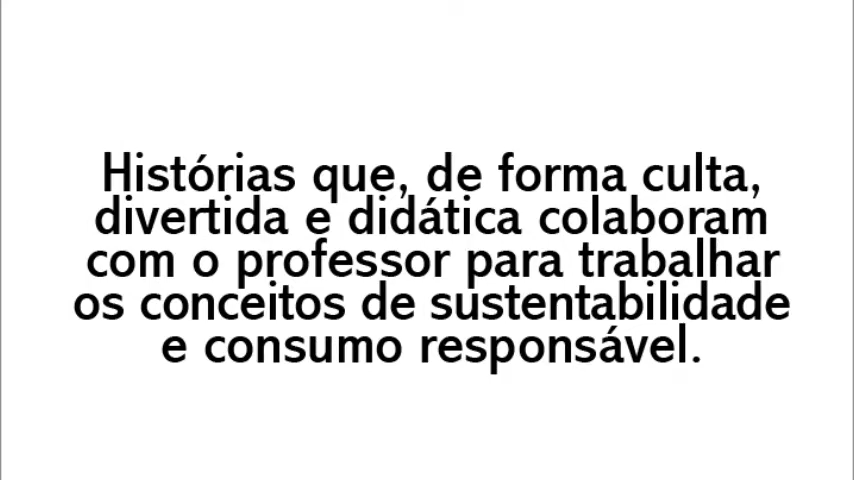 Histórias que, de forma culta,
divertida e didática colaboram
com o professor para trabalhar
os conceitos de sustentabilidade
e consumo responsável.